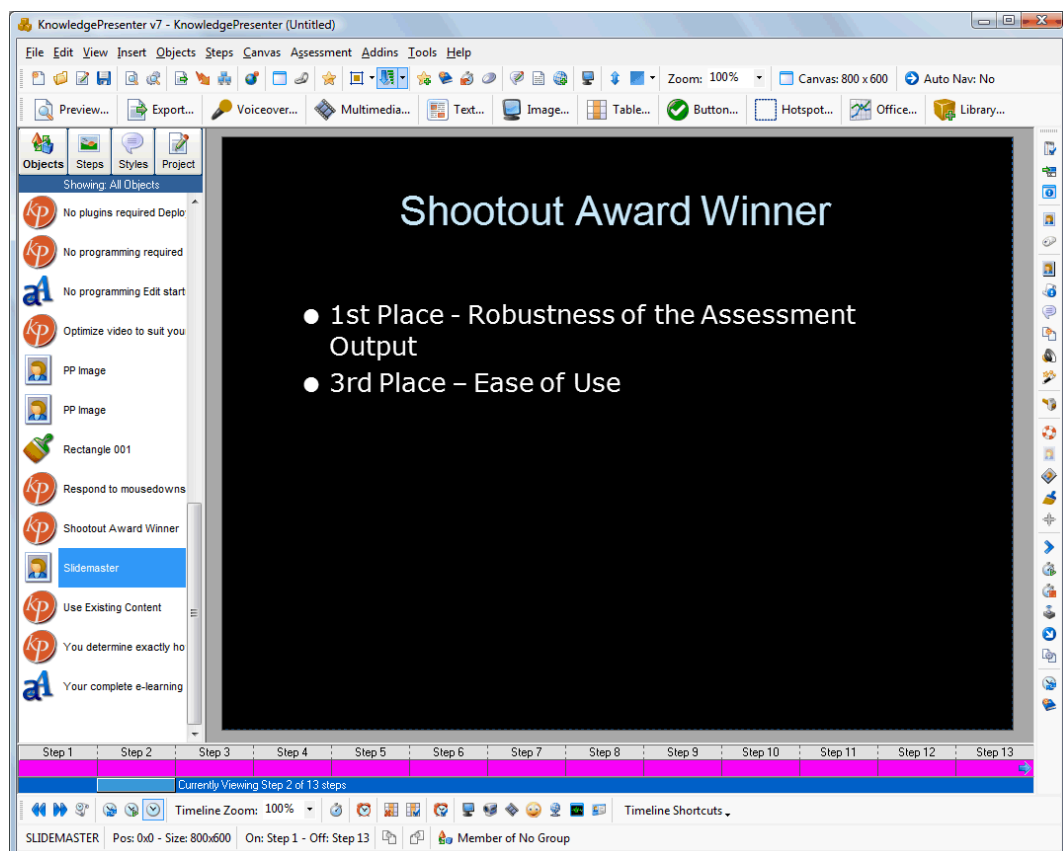 KnowledgePresenter v7 - KnowledgePresenter (Untitled)
File Edit View Insert Objects Steps Canvas Assessment Addins Tools Help
Zoom: 100% Canvas: 800 x 600 Auto Nav: No
Preview... Export... Voiceover... Multimedia... Text... Image... Table... Button... Hotspot... Office... Library...
Objects Steps Styles Project
Showing: All Objects
No plugins required Deplo
No programming required
No programming Edit start
Optimize video to suit you
PP Image
PP Image
Rectangle 001
Respond to mousedowns
Shootout Award Winner
Slidemaster
Use Existing Content
You determine exactly ho
Your complete e-learning
Shootout Award Winner
● 1st Place - Robustness of the Assessment
Output
● 3rd Place – Ease of Use
Step 1 Step 2 Step 3 Step 4 Step 5 Step 6 Step 7 Step 8 Step 9 Step 10 Step 11 Step 12 Step 13
Currently Viewing Step 2 of 13 steps
Timeline Zoom: 100% Timeline Shortcuts
SLIDEMASTER Pos: 0x0 - Size: 800x600 On: Step 1 - Off: Step 13 Member of No Group